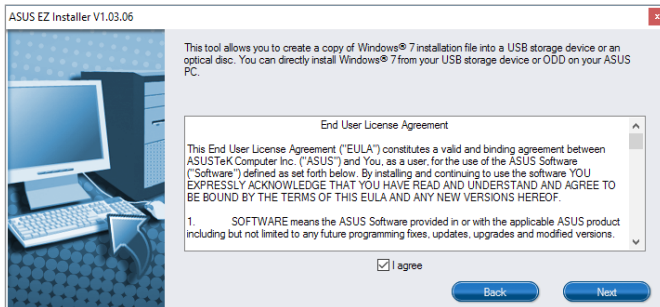 ASUS EZ Installer V1.03.06
x
This tool allows you to create a copy of Windows® 7 installation file into a USB storage device or an
optical disc. You can directly install Windows® 7 from your USB storage device or ODD on your ASUS
PC.
End User License Agreement
This End User License Agreement ("EULA") constitutes a valid and binding agreement between
ASUSTeK Computer Inc. ("ASUS") and You, as a user, for the use of the ASUS Software
("Software") defined as set forth below. By installing and continuing to use the software YOU
EXPRESSLY ACKNOWLEDGE THAT YOU HAVE READ AND UNDERSTAND AND AGREE TO
BE BOUND BY THE TERMS OF THIS EULA AND ANY NEW VERSIONS HEREOF.
1. SOFTWARE means the ASUS Software provided in or with the applicable ASUS product
including but not limited to any future programming fixes, updates, upgrades and modified versions.
I agree
Back Next